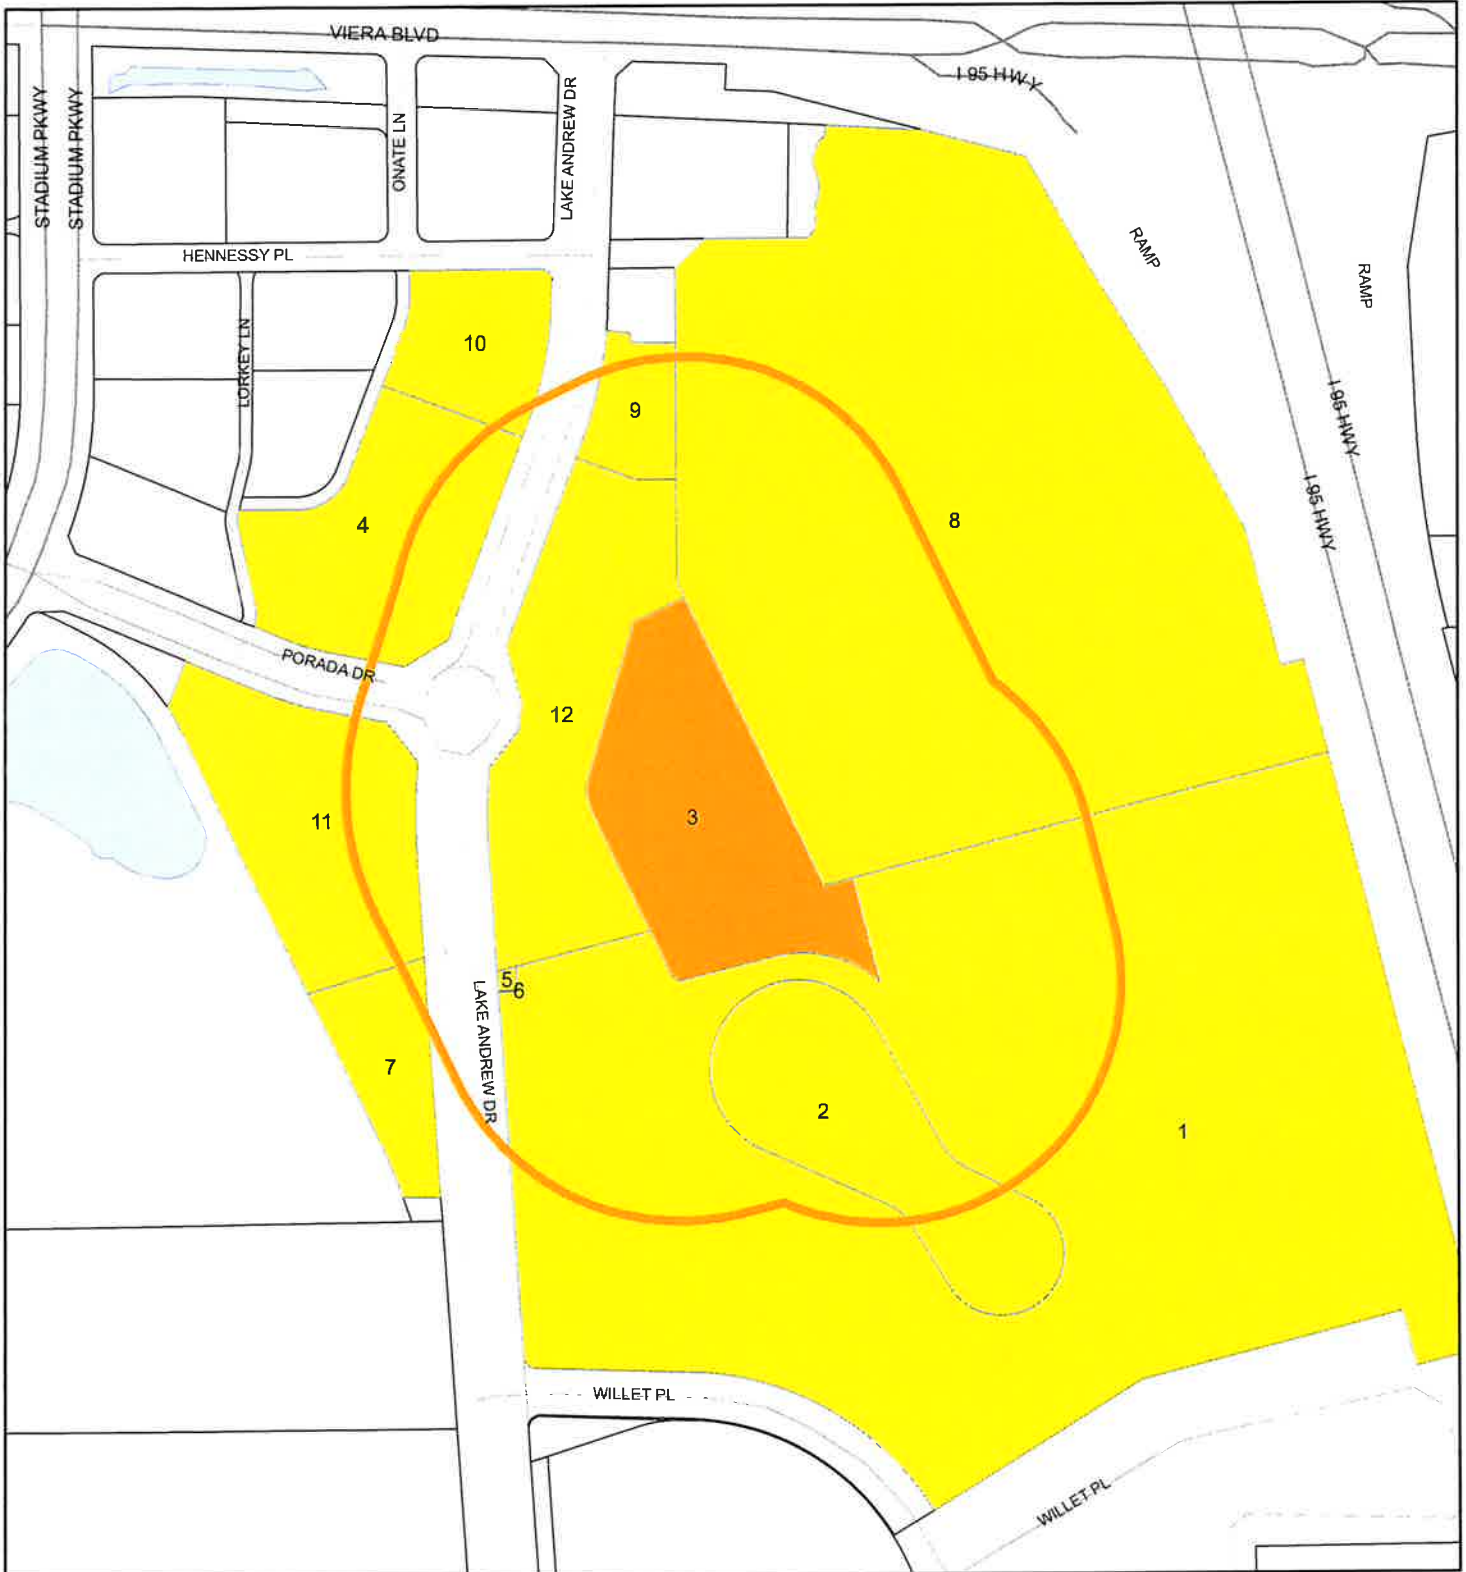 VIERA BLVD
I 95 HWY
STADIUM PKWY
STADIUM PKWY
ONATE LN
LAKE ANDREW DR
HENNESSY PL
RAMP
RAMP
LORKEY LN
10
9
I-95 HWY
I-95 HWY
4
8
PORADA DR
12
11
3
5
6
LAKE ANDREW DR
7
2
1
WILLET PL
WILLET PL